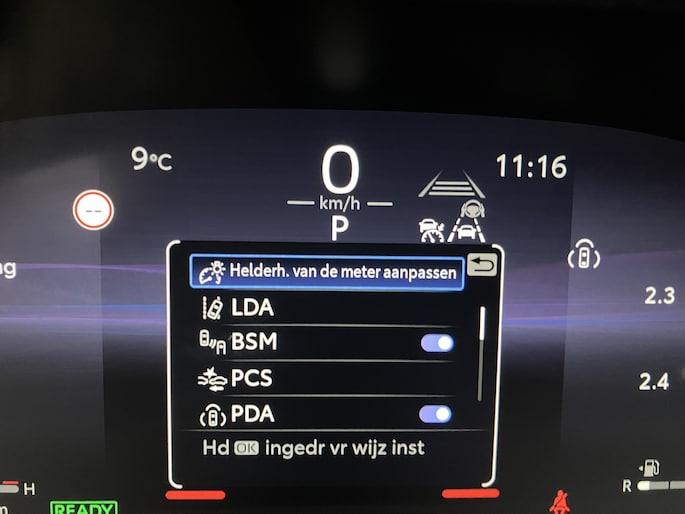 9°C
0
11:16
km/h
--
P
ng
Helderh. van de meter aanpassen
LDA
2.3
BSM
PCS
2.4
PDA
Hd OK ingedr vr wijz inst
H
R
READY